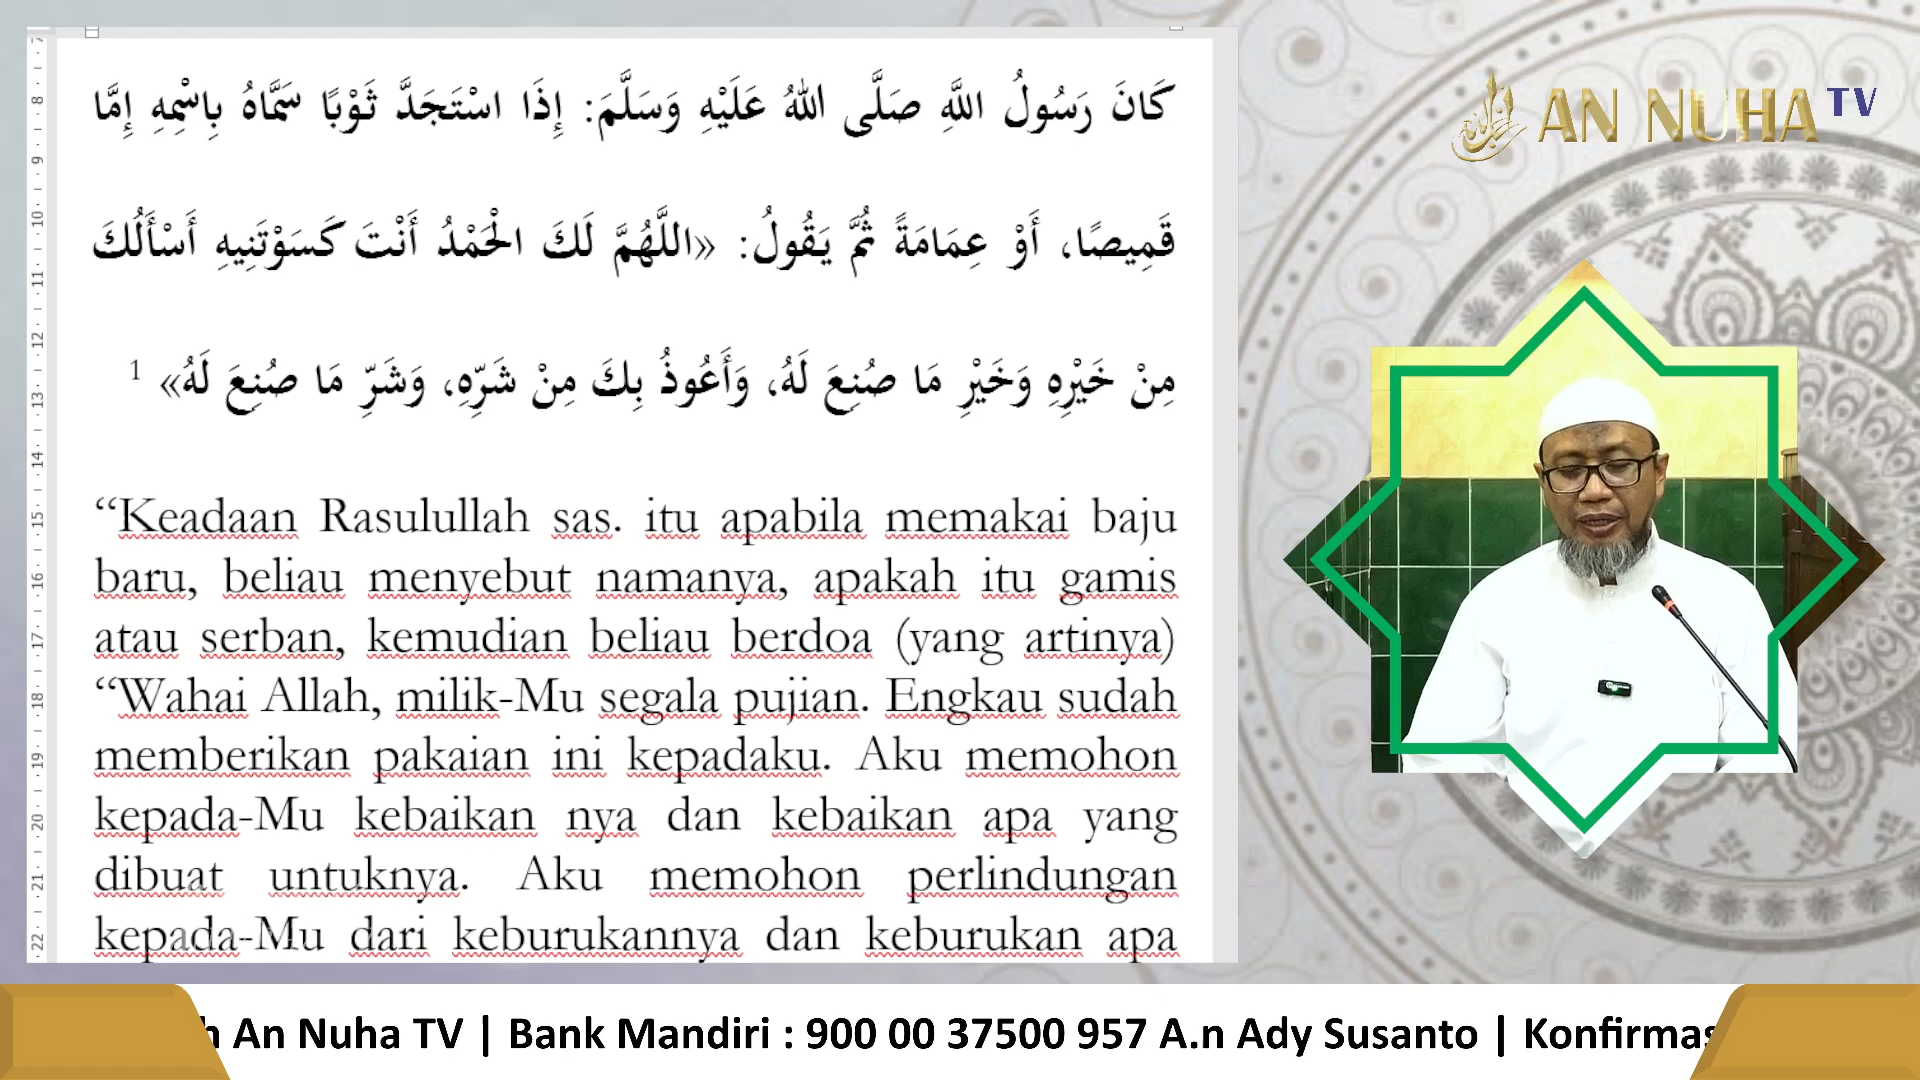 كَانَ رَسُولُ اللَّهِ صَلَّى اللهُ عَلَيْهِ وَسَلَّمَ: إِذَا اسْتَجَدَّ ثَوْبًا سَمَّاهُ بِاسْمِهِ إِمَّا
قَمِيصًا، أَوْ عِمَامَةً ثُمَّ يَقُولُ: «اللَّهُمَّ لَكَ الْحَمْدُ أَنْتَ كَسَوْتَنِيهِ أَسْأَلُكَ
مِنْ خَيْرِهِ وَخَيْرِ مَا صُنِعَ لَهُ، وَأَعُوذُ بِكَ مِنْ شَرِّهِ، وَشَرِّ مَا صُنِعَ لَهُ» 1
“Keadaan Rasulullah sas. itu apabila memakai baju
baru, beliau menyebut namanya, apakah itu gamis
atau serban, kemudian beliau berdoa (yang artinya)
“Wahai Allah, milik-Mu segala pujian. Engkau sudah
memberikan pakaian ini kepadaku. Aku memohon
kepada-Mu kebaikan nya dan kebaikan apa yang
dibuat untuknya. Aku memohon perlindungan
kepada-Mu dari keburukannya dan keburukan apa
AN NUHA TV
h An Nuha TV | Bank Mandiri : 900 00 37500 957 A.n Ady Susanto | Konfirmas